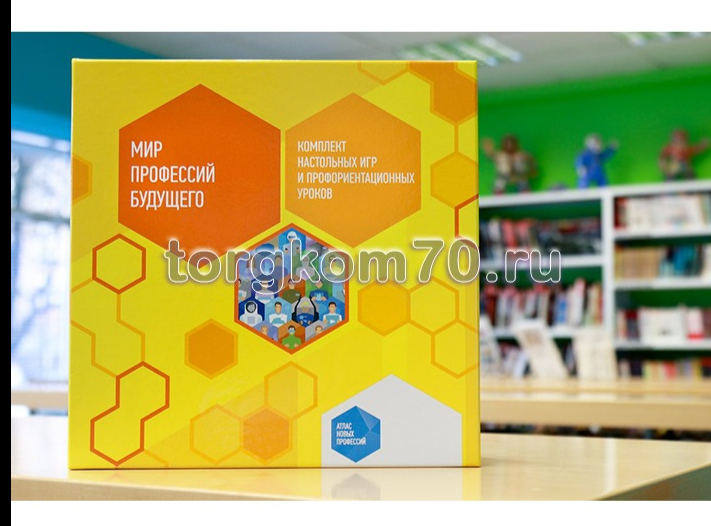 МИР
ПРОФЕССИЙ
БУДУЩЕГО
КОМПЛЕКТ
НАСТОЛЬНЫХ ИГР
И ПРОФОРИЕНТАЦИОННЫХ
УРОКОВ
torgkom70.ru
АТЛАС
НОВЫХ
ПРОФЕССИЙ